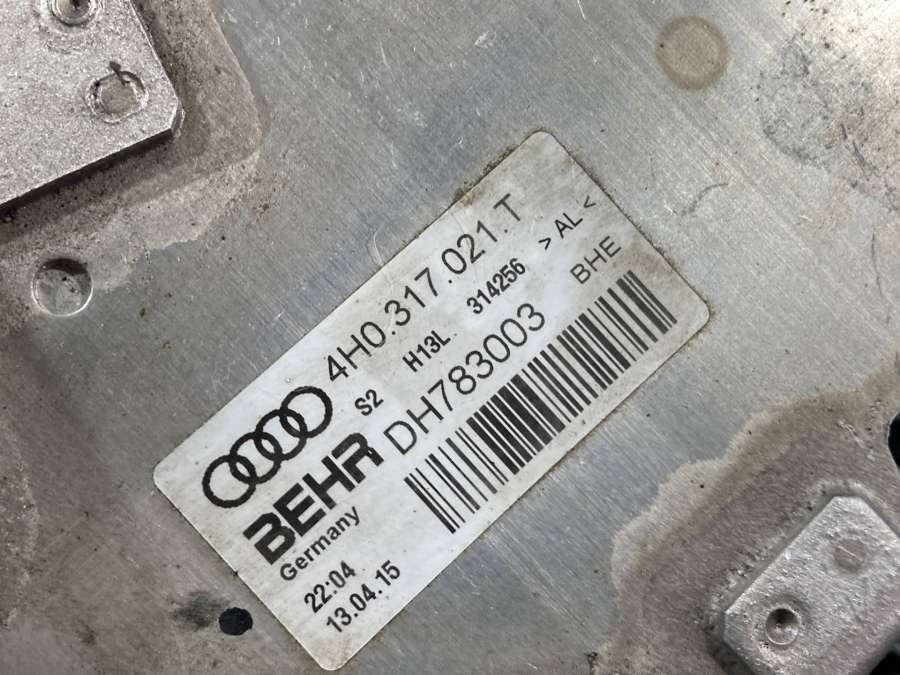 4H0.317.021.T
S2 H13L 314256 > AL <
BEHR DH783003 BHE
Germany
22:04
13.04.15